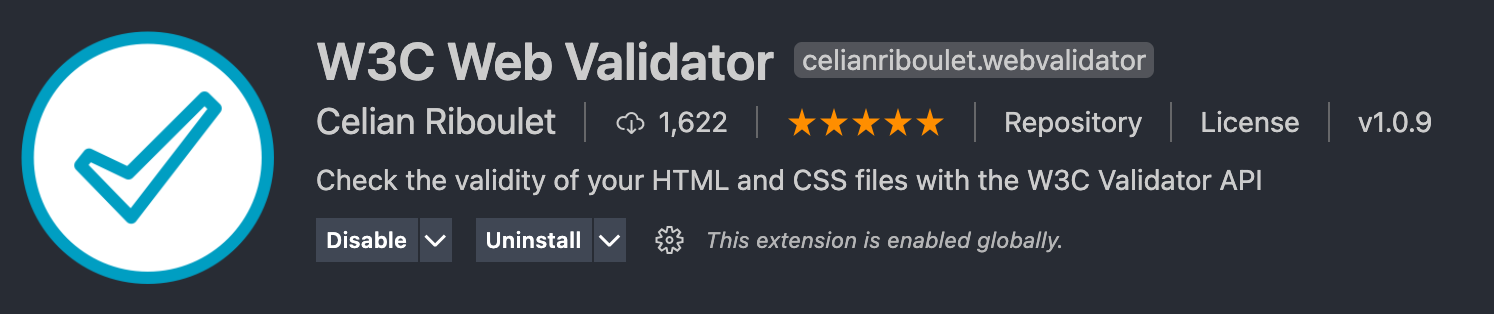 W3C Web Validator celianriboulet.webvalidator
Celian Riboulet 1,622 Repository License v1.0.9
Check the validity of your HTML and CSS files with the W3C Validator API
Disable Uninstall This extension is enabled globally.